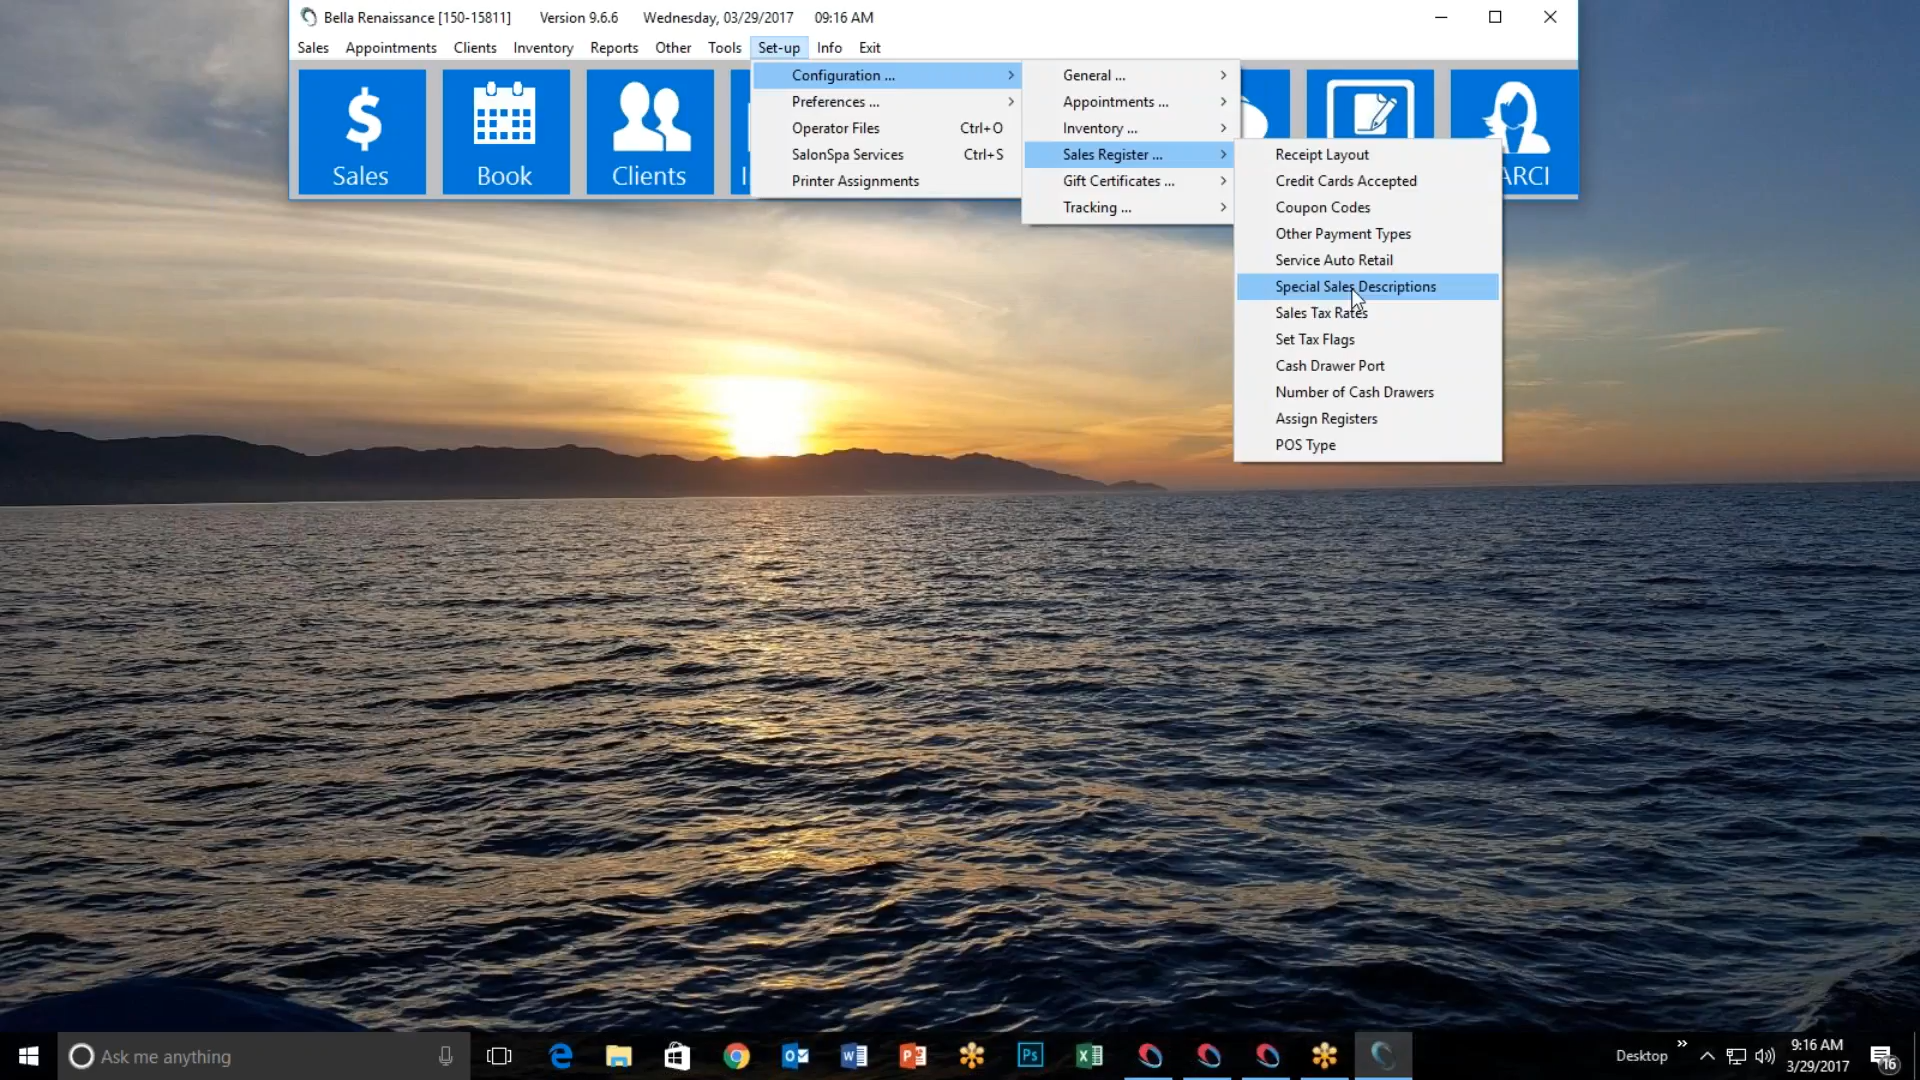 Bella Renaissance [150-15811] Version 9.6.6 Wednesday, 03/29/2017 09:16 AM
Sales Appointments Clients Inventory Reports Other Tools Set-up Info Exit
Sales
Book
Clients
ARCI
Configuration ...
Preferences ...
Operator Files Ctrl+O
SalonSpa Services Ctrl+S
Printer Assignments
General ...
Appointments ...
Inventory ...
Sales Register ...
Gift Certificates ...
Tracking ...
Receipt Layout
Credit Cards Accepted
Coupon Codes
Other Payment Types
Service Auto Retail
Special Sales Descriptions
Sales Tax Rates
Set Tax Flags
Cash Drawer Port
Number of Cash Drawers
Assign Registers
POS Type
Ask me anything
Ps
Desktop
9:16 AM
3/29/2017
16